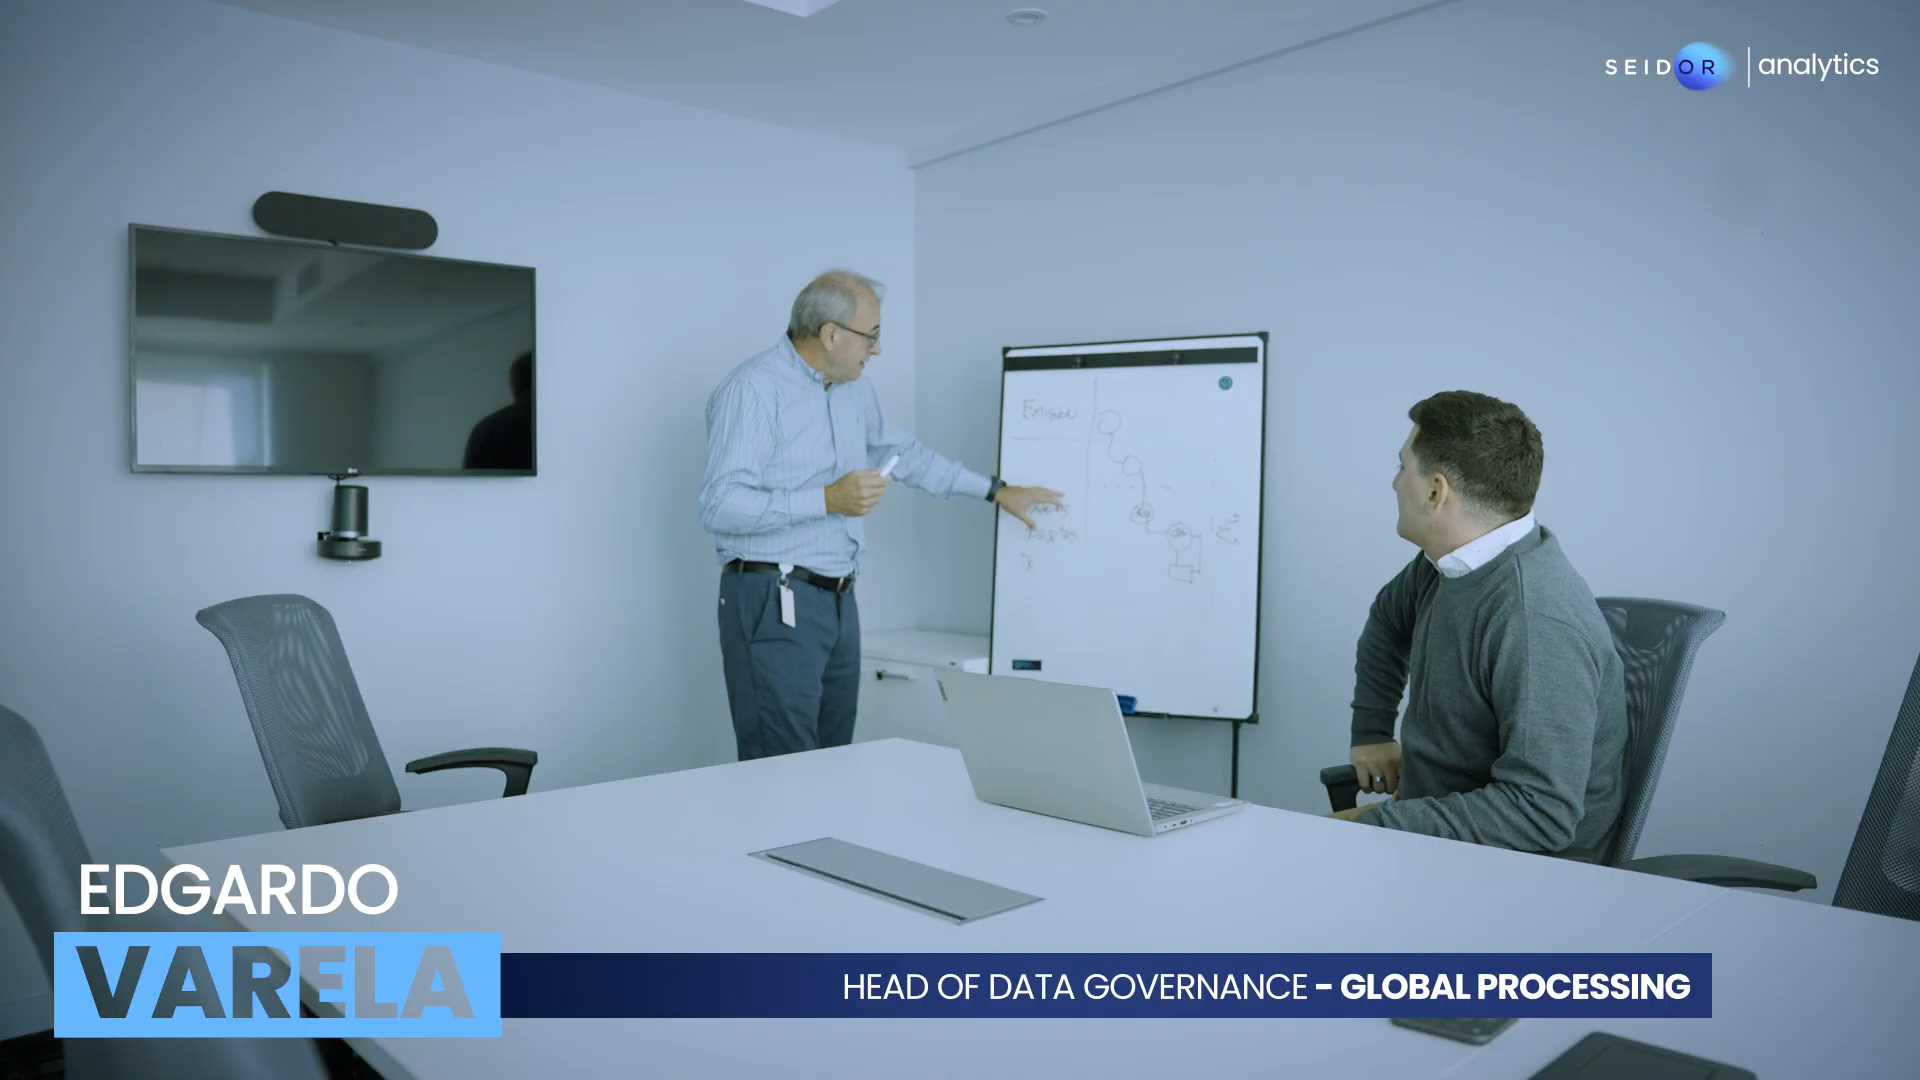 SEIDOR | analytics
EDGARDO
VARELA
HEAD OF DATA GOVERNANCE - GLOBAL PROCESSING